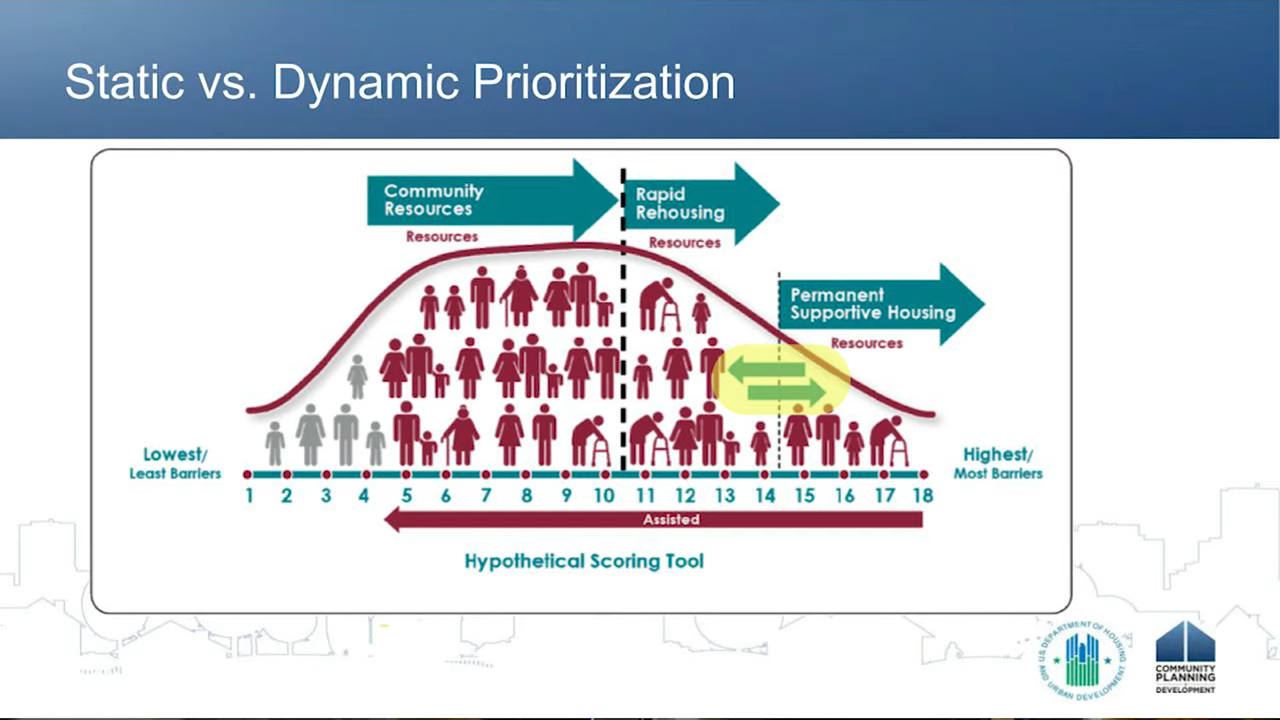 Static vs. Dynamic Prioritization
Community
Resources
Resources
Rapid
Rehousing
Resources
Permanent
Supportive Housing
Resources
Lowest/
Least Barriers
Highest/
Most Barriers
1 2 3 4 5 6 7 8 9 10 11 12 13 14 15 16 17 18
Assisted
Hypothetical Scoring Tool
U.S. DEPARTMENT OF HOUSING
AND URBAN DEVELOPMENT
COMMUNITY
PLANNING
DEVELOPMENT